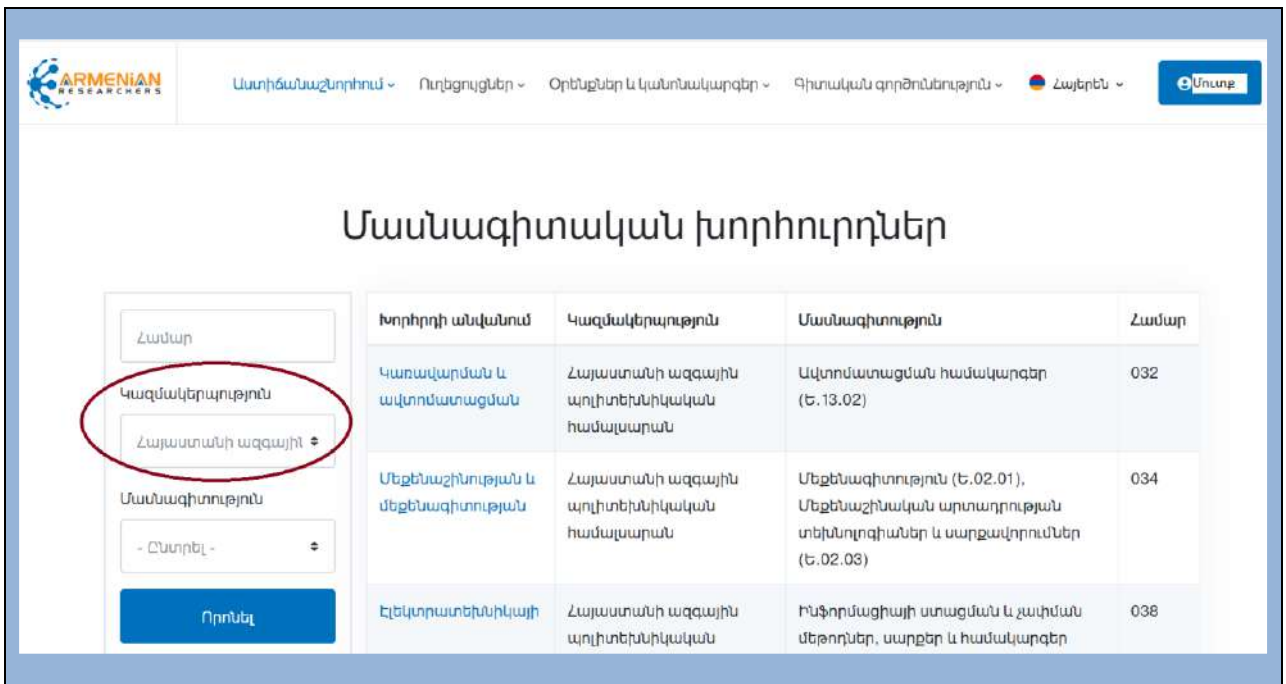 ARMENiAN
RESEARCHERS
Աստիճանաշնորհում Ուղեցույցներ Օրենքներ և կանոնակարգեր Գիտական գործունեություն Հայերեն Մուտք
Մասնագիտական խորհուրդներ
Համար
Կազմակերպություն
Հայաստանի ազգային
Մասնագիտություն
- Ընտրել -
Որոնել
Խորհրդի անվանում Կազմակերպություն Մասնագիտություն Համար
Կառավարման և Հայաստանի ազգային Ավտոմատացման համակարգեր 032
ավտոմատացման պոլիտեխնիկական (Ե.13.02)
համալսարան
Մեքենաշինության և Հայաստանի ազգային Մեքենագիտություն (Ե.02.01), 034
մեքենագիտության պոլիտեխնիկական Մեքենաշինական արտադրության
համալսարան տեխնոլոգիաներ և սարքավորումներ
(Ե.02.03)
Էլեկտրատեխնիկայի Հայաստանի ազգային Ինֆորմացիայի ստացման և չափման 038
պոլիտեխնիկական մեթոդներ, սարքեր և համակարգեր